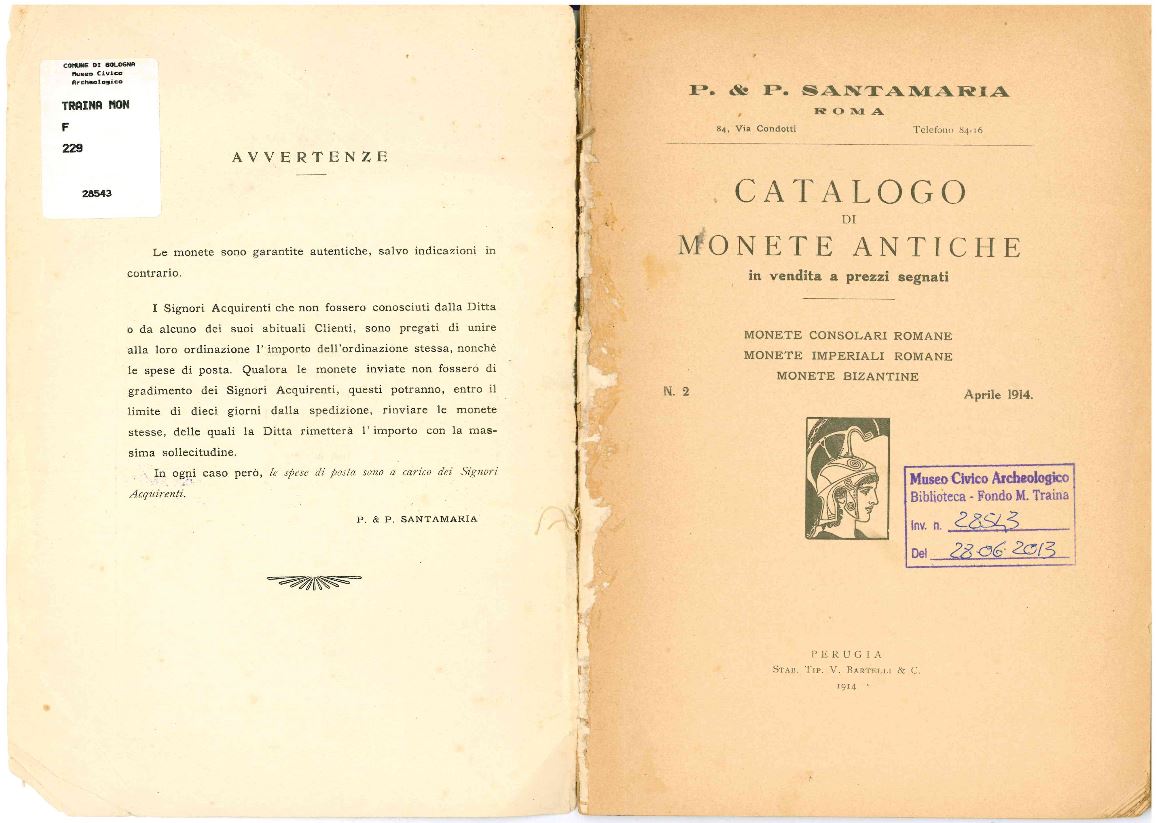 COMUNE DI BOLOGNA
Museo Civico
Archeologico
TRAINA MON
F
229
28543
AVVERTENZE
Le monete sono garantite autentiche, salvo indicazioni in
contrario.
I Signori Acquirenti che non fossero conosciuti dalla Ditta
o da alcuno dei suoi abituali Clienti, sono pregati di unire
alla loro ordinazione l'importo dell'ordinazione stessa, nonchè
le spese di posta. Qualora le monete inviate non fossero di
gradimento dei Signori Acquirenti, questi potranno, entro il
limite di dieci giorni dalla spedizione, rinviare le monete
stesse, delle quali la Ditta rimetterà l'importo con la mas-
sima sollecitudine.
In ogni caso però, le spese di posta sono a carico dei Signori
Acquirenti.
P. & P. SANTAMARIA
P. & P. SANTAMARIA
ROMA
84, Via Condotti Telefono 84-16
CATALOGO
DI
MONETE ANTICHE
in vendita a prezzi segnati
MONETE CONSOLARI ROMANE
MONETE IMPERIALI ROMANE
MONETE BIZANTINE
N. 2 Aprile 1914.
Museo Civico Archeologico
Biblioteca - Fondo M. Traina
Inv. n. 28543
Del 28-06-2013
PERUGIA
STAB. TIP. V. BARTELLI & C.
1914